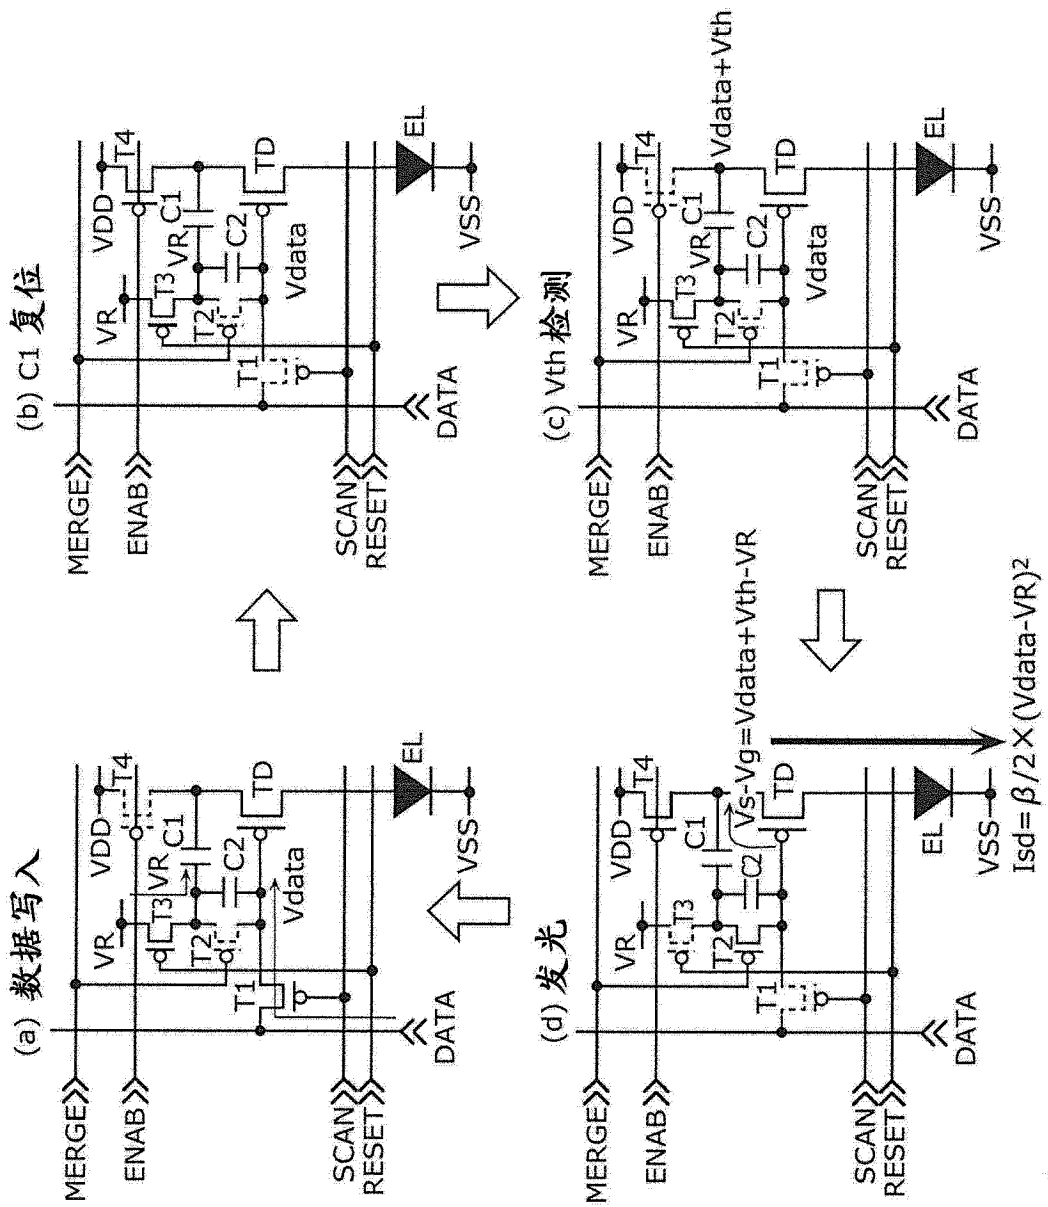 (a) 数据写入
MERGE
ENAB
SCAN
RESET
DATA
VDD
T4
VR
T3
VR
C1
T2
C2
T1
Vdata
TD
EL
VSS
(b) C1 复位
MERGE
ENAB
SCAN
RESET
DATA
VDD
T4
VR
T3
VR
C1
T2
C2
T1
Vdata
TD
EL
VSS
(d) 发光
MERGE
ENAB
SCAN
RESET
DATA
VDD
T4
VR
T3
C1
T2
C2
T1
Vs-Vg=Vdata+Vth-VR
TD
EL
VSS
Isd=β/2×(Vdata-VR)²
(c) Vth 检测
MERGE
ENAB
SCAN
RESET
DATA
VDD
T4
VR
T3
VR
C1
T2
C2
T1
Vdata
Vdata+Vth
TD
EL
VSS